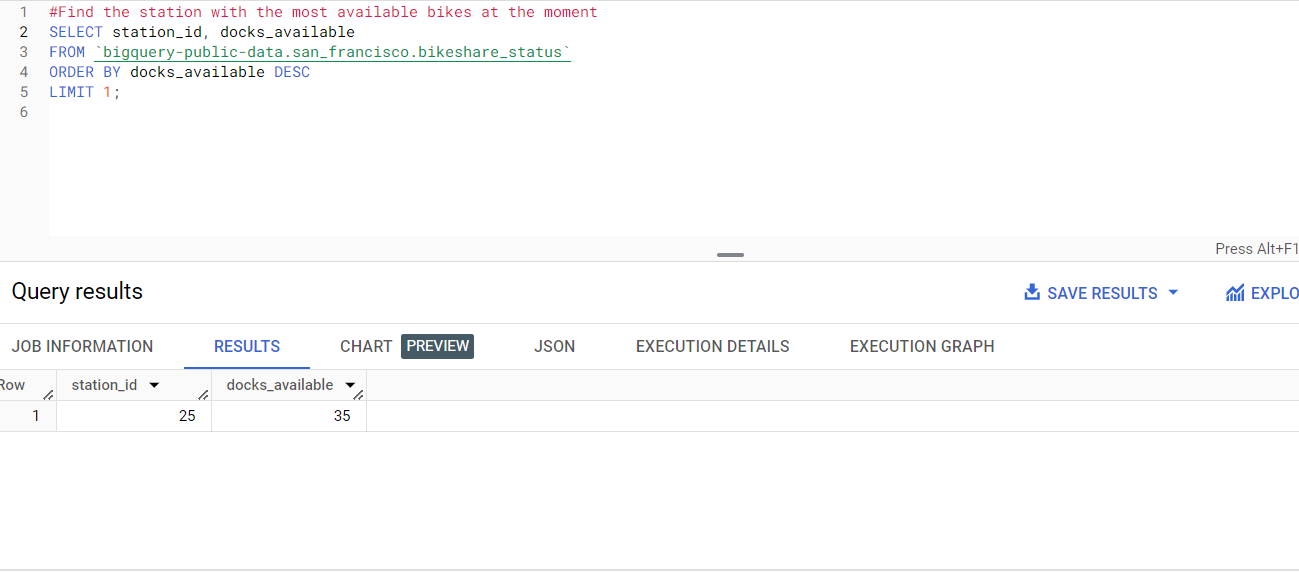 1 #Find the station with the most available bikes at the moment
2 SELECT station_id, docks_available
3 FROM `bigquery-public-data.san_francisco.bikeshare_status`
4 ORDER BY docks_available DESC
5 LIMIT 1;
6
Press Alt+F1
Query results
SAVE RESULTS EXPLO
JOB INFORMATION RESULTS CHART PREVIEW JSON EXECUTION DETAILS EXECUTION GRAPH
Row station_id docks_available
1 25 35